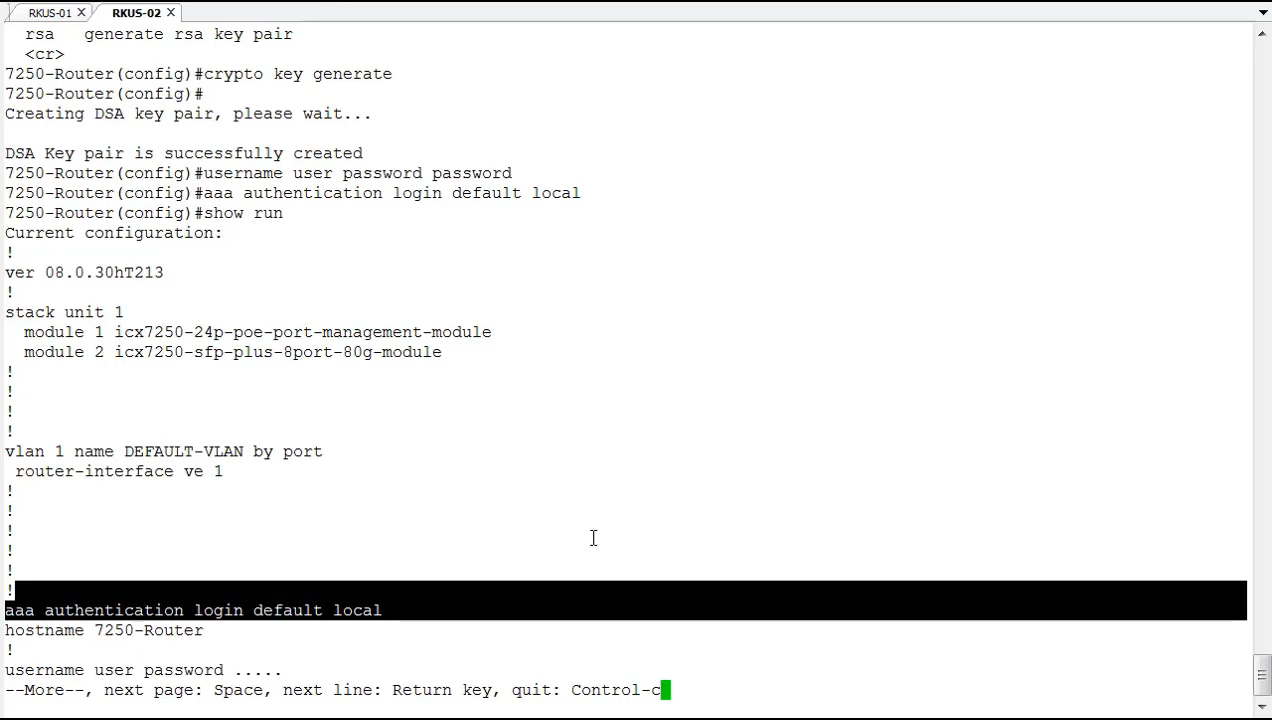 RKUS-01 X RKUS-02 X
rsa generate rsa key pair
<cr>
7250-Router(config)#crypto key generate
7250-Router(config)#
Creating DSA key pair, please wait...
DSA Key pair is successfully created
7250-Router(config)#username user password password
7250-Router(config)#aaa authentication login default local
7250-Router(config)#show run
Current configuration:
!
ver 08.0.30hT213
!
stack unit 1
module 1 icx7250-24p-poe-port-management-module
module 2 icx7250-sfp-plus-8port-80g-module
!
!
!
!
vlan 1 name DEFAULT-VLAN by port
router-interface ve 1
!
!
!
!
!
!
aaa authentication login default local
hostname 7250-Router
!
username user password .....
--More--, next page: Space, next line: Return key, quit: Control-c